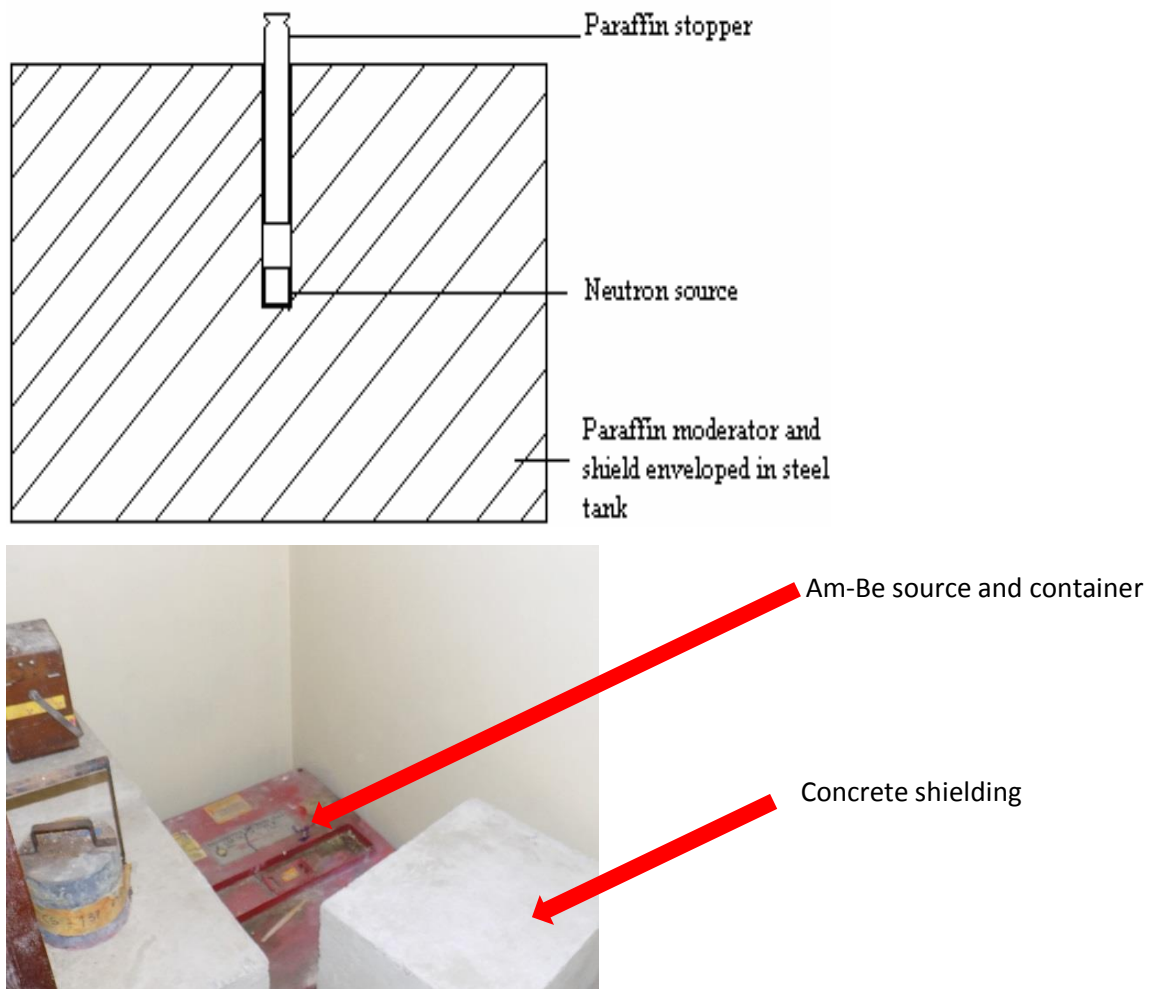 Paraffin stopper
Neutron source
Paraffin moderator and
shield enveloped in steel
tank
Am-Be source and container
Concrete shielding